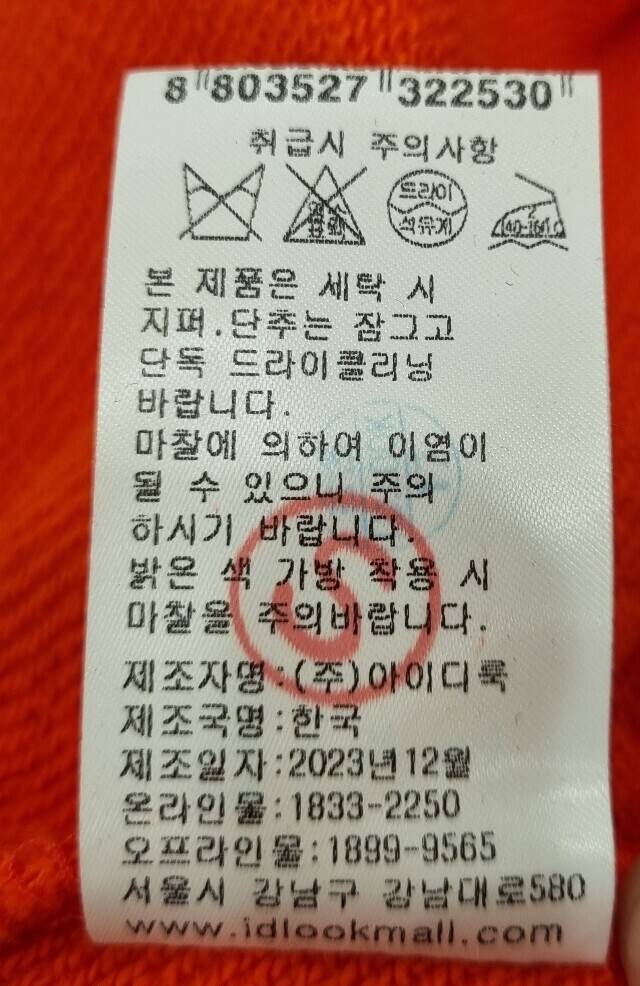 8 803527 322530
취급시 주의사항
드라이
석유계
본 제품은 세탁 시
지퍼.단추는 잠그고
단독 드라이클리닝
바랍니다.
마찰에 의하여 이염이
될 수 있으니 주의
하시기 바랍니다.
밝은 색 가방 착용 시
마찰을 주의바랍니다.
제조자명:(주)아이디룩
제조국명:한국
제조일자:2023년12월
온라인몰:1833-2250
오프라인몰:1899-9565
서울시 강남구 강남대로580
www.idlookmall.com